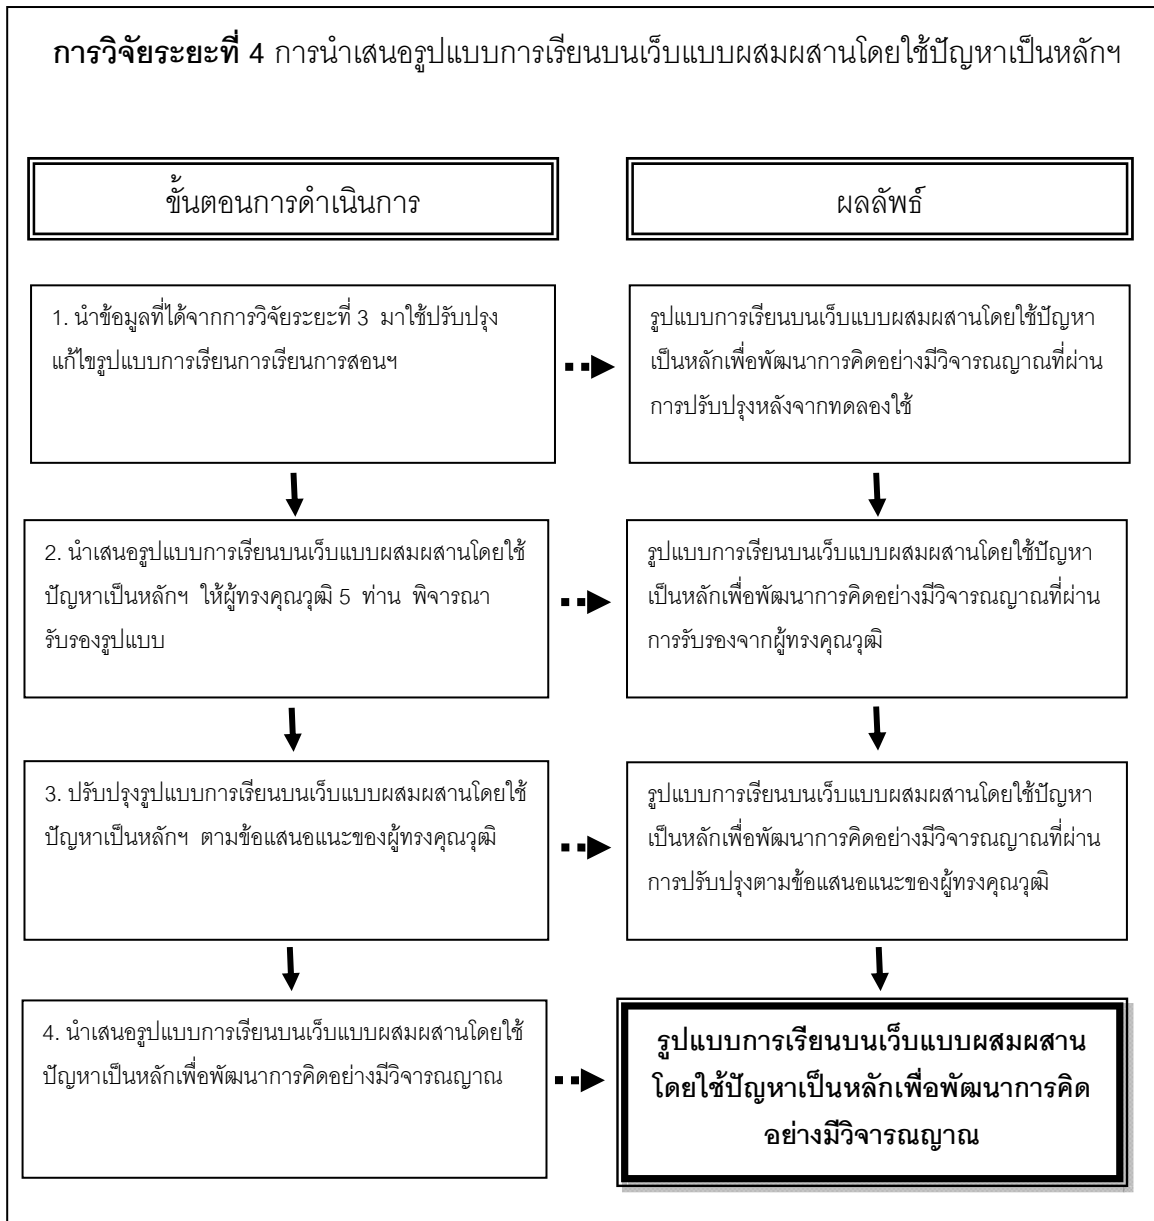 การวิจัยระยะที่ 4 การนำเสนอรูปแบบการเรียนบนเว็บแบบผสมผสานโดยใช้ปัญหาเป็นหลักฯ
ขั้นตอนการดำเนินการ
ผลลัพธ์
1. นำข้อมูลที่ได้จากการวิจัยระยะที่ 3 มาใช้ปรับปรุง
แก้ไขรูปแบบการเรียนการเรียนการสอนฯ
รูปแบบการเรียนบนเว็บแบบผสมผสานโดยใช้ปัญหา
เป็นหลักเพื่อพัฒนาการคิดอย่างมีวิจารณญาณที่ผ่าน
การปรับปรุงหลังจากทดลองใช้
2. นำเสนอรูปแบบการเรียนบนเว็บแบบผสมผสานโดยใช้
ปัญหาเป็นหลักฯ ให้ผู้ทรงคุณวุฒิ 5 ท่าน พิจารณา
รับรองรูปแบบ
รูปแบบการเรียนบนเว็บแบบผสมผสานโดยใช้ปัญหา
เป็นหลักเพื่อพัฒนาการคิดอย่างมีวิจารณญาณที่ผ่าน
การรับรองจากผู้ทรงคุณวุฒิ
3. ปรับปรุงรูปแบบการเรียนบนเว็บแบบผสมผสานโดยใช้
ปัญหาเป็นหลักฯ ตามข้อแสนอแนะของผู้ทรงคุณวุฒิ
รูปแบบการเรียนบนเว็บแบบผสมผสานโดยใช้ปัญหา
เป็นหลักเพื่อพัฒนาการคิดอย่างมีวิจารณญาณที่ผ่าน
การปรับปรุงตามข้อแสนอแนะของผู้ทรงคุณวุฒิ
4. นำเสนอรูปแบบการเรียนบนเว็บแบบผสมผสานโดยใช้
ปัญหาเป็นหลักเพื่อพัฒนาการคิดอย่างมีวิจารณญาณ
รูปแบบการเรียนบนเว็บแบบผสมผสาน
โดยใช้ปัญหาเป็นหลักเพื่อพัฒนาการคิด
อย่างมีวิจารณญาณ